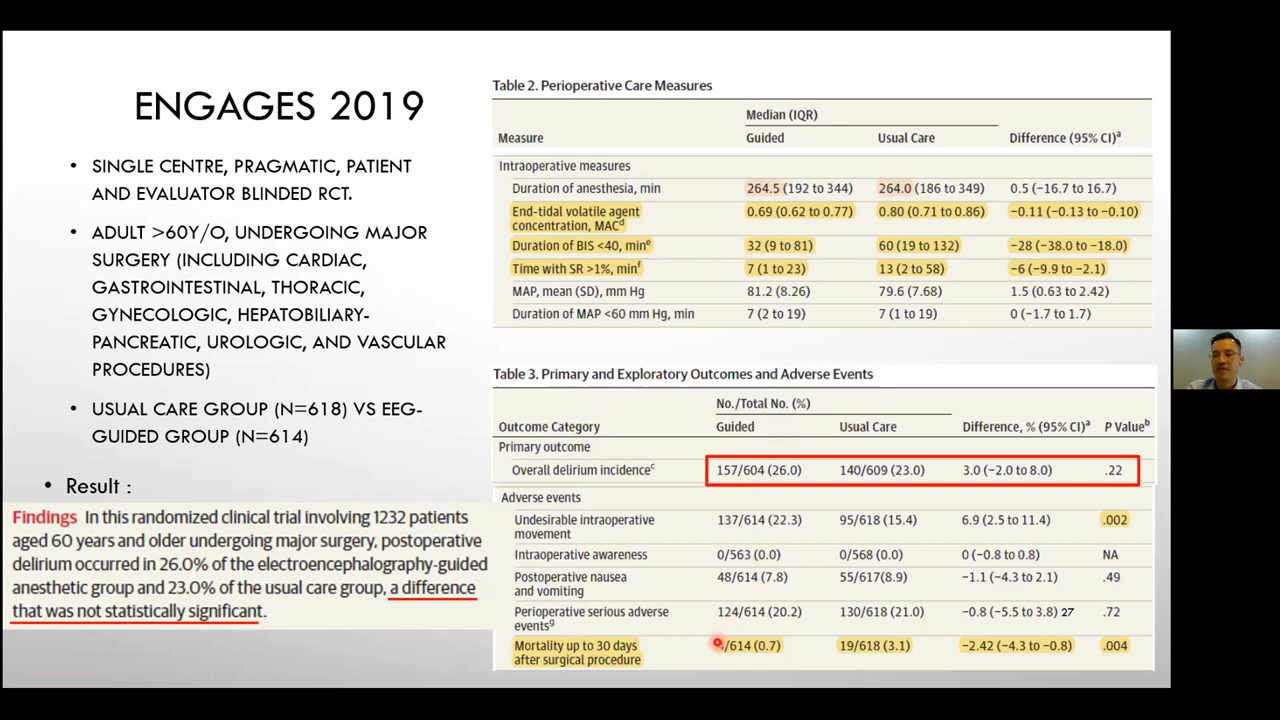 ENGAGES 2019
• SINGLE CENTRE, PRAGMATIC, PATIENT
AND EVALUATOR BLINDED RCT.
• ADULT >60Y/O, UNDERGOING MAJOR
SURGERY (INCLUDING CARDIAC,
GASTROINTESTINAL, THORACIC,
GYNECOLOGIC, HEPATOBILIARY-
PANCREATIC, UROLOGIC, AND VASCULAR
PROCEDURES)
• USUAL CARE GROUP (N=618) VS EEG-
GUIDED GROUP (N=614)
• Result :
Findings In this randomized clinical trial involving 1232 patients
aged 60 years and older undergoing major surgery, postoperative
delirium occurred in 26.0% of the electroencephalography-guided
anesthetic group and 23.0% of the usual care group, a difference
that was not statistically significant.
Table 2. Perioperative Care Measures
Median (IQR)
Measure Guided Usual Care Difference (95% CI)a
Intraoperative measures
Duration of anesthesia, min 264.5 (192 to 344) 264.0 (186 to 349) 0.5 (−16.7 to 16.7)
End-tidal volatile agent 0.69 (0.62 to 0.77) 0.80 (0.71 to 0.86) −0.11 (−0.13 to −0.10)
concentration, MACd
Duration of BIS <40, mine 32 (9 to 81) 60 (19 to 132) −28 (−38.0 to −18.0)
Time with SR >1%, minf 7 (1 to 23) 13 (2 to 58) −6 (−9.9 to −2.1)
MAP, mean (SD), mm Hg 81.2 (8.26) 79.6 (7.68) 1.5 (0.63 to 2.42)
Duration of MAP <60 mm Hg, min 7 (2 to 19) 7 (1 to 19) 0 (−1.7 to 1.7)
Table 3. Primary and Exploratory Outcomes and Adverse Events
No./Total No. (%)
Outcome Category Guided Usual Care Difference, % (95% CI)a P Valueb
Primary outcome
Overall delirium incidencec 157/604 (26.0) 140/609 (23.0) 3.0 (−2.0 to 8.0) .22
Adverse events
Undesirable intraoperative 137/614 (22.3) 95/618 (15.4) 6.9 (2.5 to 11.4) .002
movement
Intraoperative awareness 0/563 (0.0) 0/568 (0.0) 0 (−0.8 to 0.8) NA
Postoperative nausea 48/614 (7.8) 55/617(8.9) −1.1 (−4.3 to 2.1) .49
and vomiting
Perioperative serious adverse 124/614 (20.2) 130/618 (21.0) −0.8 (−5.5 to 3.8) 27 .72
eventsg
Mortality up to 30 days /614 (0.7) 19/618 (3.1) −2.42 (−4.3 to −0.8) .004
after surgical procedure